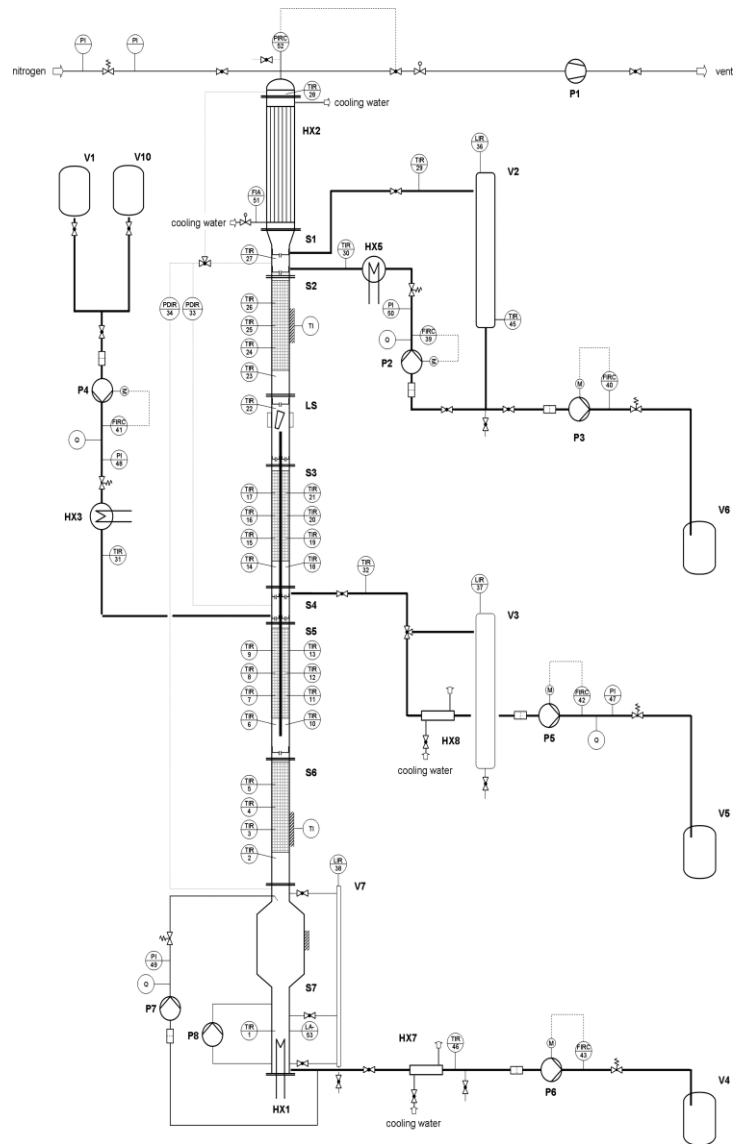 PI
PI
PIRC
52
nitrogen
vent
P1
TIR
28
cooling water
HX2
V1
V10
LIR
36
V2
TIR
29
FIA
51
cooling water
S1
TIR
27
TIR
30
HX5
S2
PDIR
34
PDIR
33
TIR
26
TIR
25
TI
TIR
24
TIR
23
PI
50
FIRC
39
Q
P2
M
TIR
45
P4
M
FIRC
41
Q
PI
48
LS
TIR
22
M
FIRC
40
P3
S3
TIR
17
TIR
21
TIR
16
TIR
20
TIR
15
TIR
19
TIR
14
TIR
18
HX3
TIR
31
V6
TIR
32
S4
LIR
37
V3
S5
TIR
9
TIR
13
TIR
8
TIR
12
TIR
7
TIR
11
TIR
6
TIR
10
M
FIRC
42
PI
47
P5
Q
HX8
cooling water
S6
TIR
5
TIR
4
TIR
3
TI
TIR
2
V5
LIR
38
V7
PI
49
Q
P7
P8
S7
TIR
1
LA-
53
HX1
HX7
TIR
46
cooling water
M
FIRC
43
P6
V4